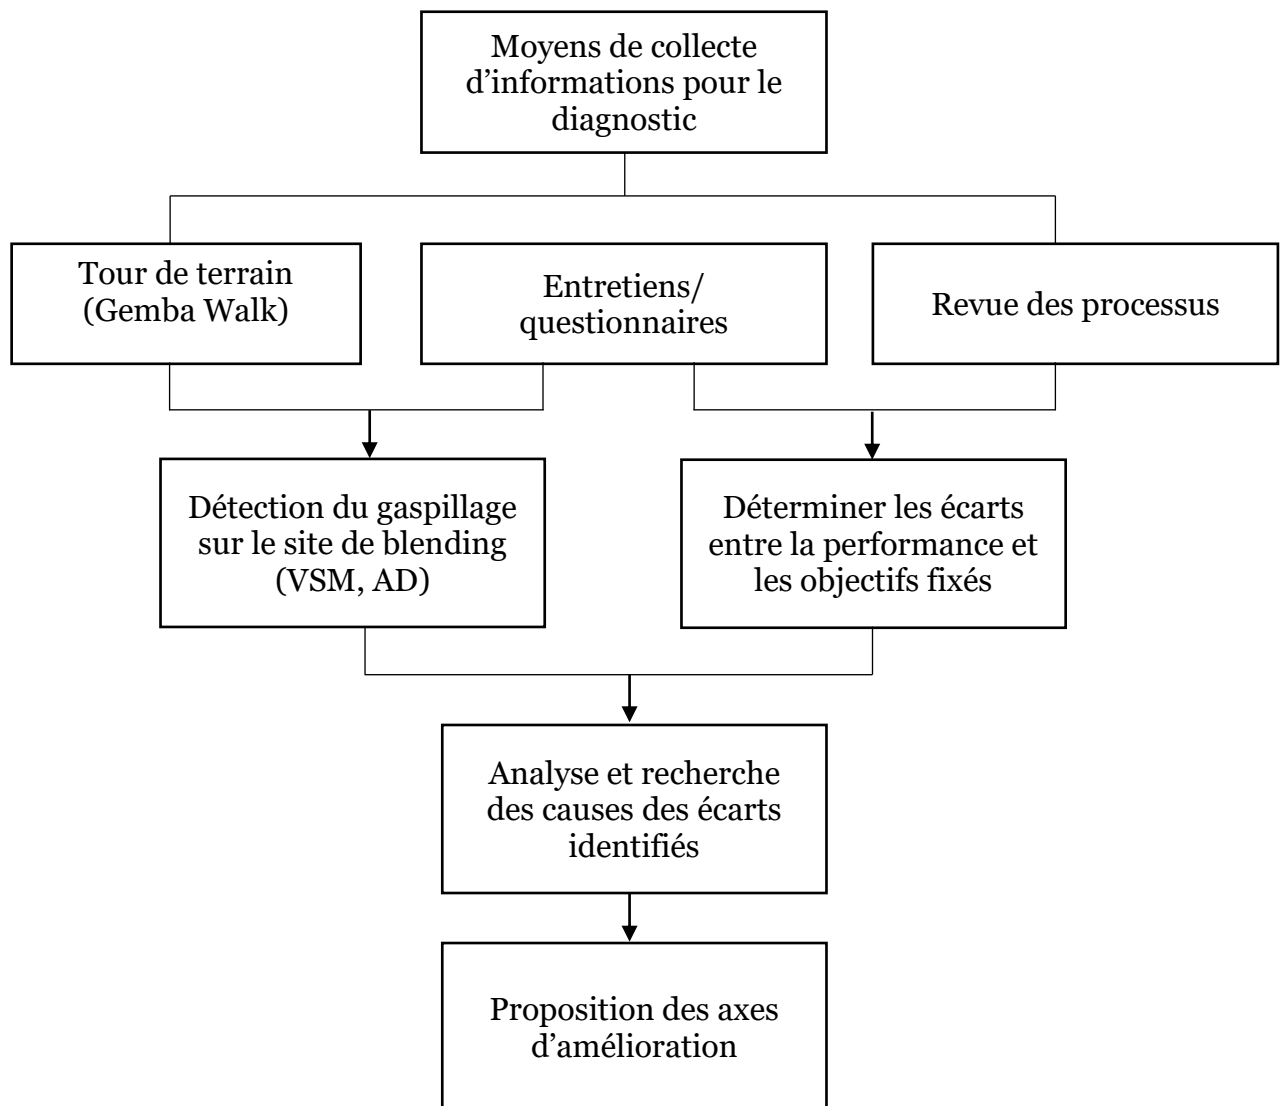 Moyens de collecte
d’informations pour le
diagnostic
Tour de terrain
(Gemba Walk)
Entretiens/
questionnaires
Revue des processus
Détection du gaspillage
sur le site de blending
(VSM, AD)
Déterminer les écarts
entre la performance et
les objectifs fixés
Analyse et recherche
des causes des écarts
identifiés
Proposition des axes
d’amélioration